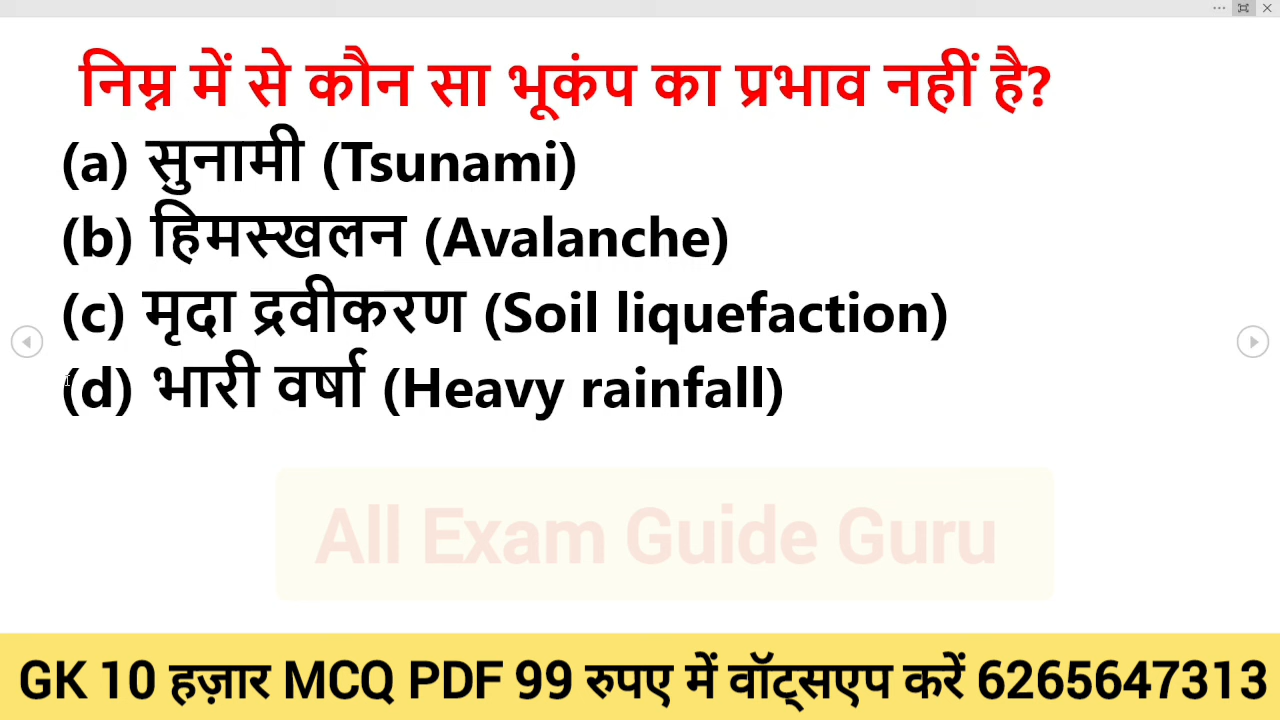 निम्न में से कौन सा भूकंप का प्रभाव नहीं है?
(a) सुनामी (Tsunami)
(b) हिमस्खलन (Avalanche)
(c) मृदा द्रवीकरण (Soil liquefaction)
(d) भारी वर्षा (Heavy rainfall)
All Exam Guide Guru
GK 10 हज़ार MCQ PDF 99 रुपए में वॉट्सएप करें 6265647313